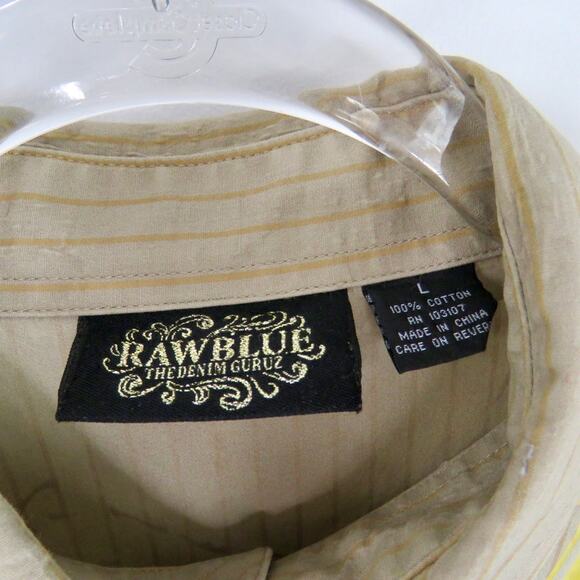 RAWBLUE
THE DENIM GURUZ
L
100% COTTON
RN 103107
MADE IN CHINA
CARE ON REVER